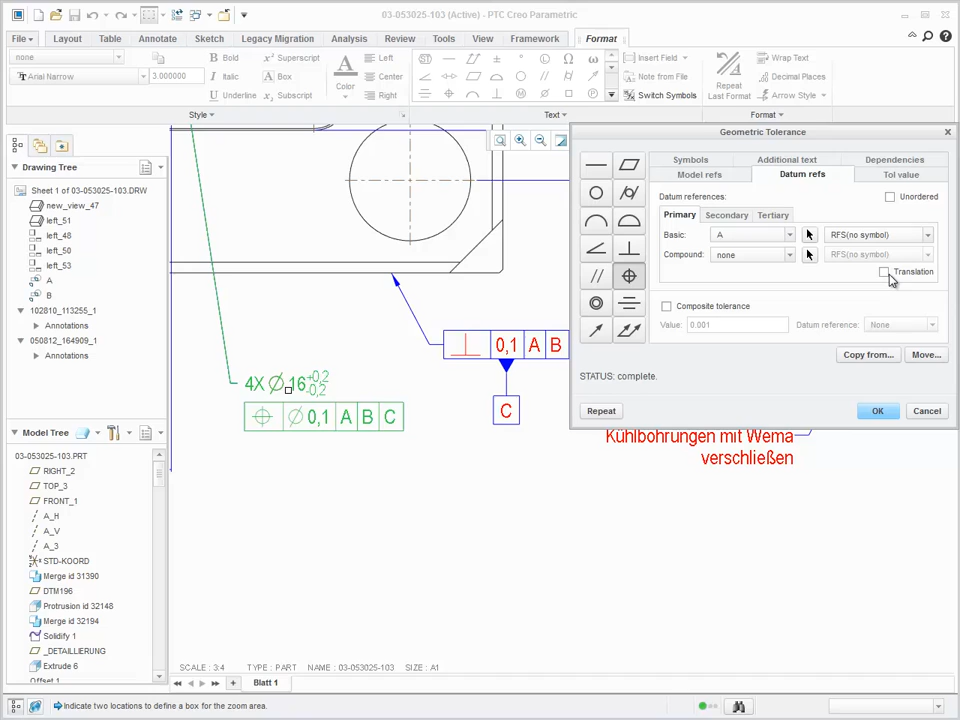 03-053025-103 (Active) - PTC Creo Parametric
File Layout Table Annotate Sketch Legacy Migration Analysis Review Tools View Framework Format
none
Arial Narrow 3.000000
Bold Superscript
Italic Box
Underline Subscript
Color
Left
Center
Right
Insert Field
Note from File
Switch Symbols
Repeat
Last Format
Wrap Text
Decimal Places
Arrow Style
Style Text Format
Drawing Tree
Sheet 1 of 03-053025-103.DRW
new_view_47
left_51
left_48
left_50
left_53
A
B
102810_113255_1
Annotations
050812_164909_1
Annotations
Model Tree
03-053025-103.PRT
RIGHT_2
TOP_3
FRONT_1
A_H
A_V
A_3
STD-KOORD
Merge id 31390
DTM196
Protrusion id 32148
Merge id 32194
Solidify 1
_DETAILLIERUNG
Extrude 6
Offset 1
4X Ø 16 +0,2 -0,2
Ø 0,1 A B C
0,1 A B
C
Kühlbohrungen mit Wema
verschließen
Geometric Tolerance
Symbols Additional text Dependencies
Model refs Datum refs Tol value
Datum references: Unordered
Primary Secondary Tertiary
Basic: A RFS(no symbol)
Compound: none RFS(no symbol)
Translation
Composite tolerance
Value: 0.001 Datum reference: None
Copy from... Move...
STATUS: complete.
Repeat OK Cancel
SCALE : 3:4 TYPE : PART NAME : 03-053025-103 SIZE : A1
Blatt 1
Indicate two locations to define a box for the zoom area.